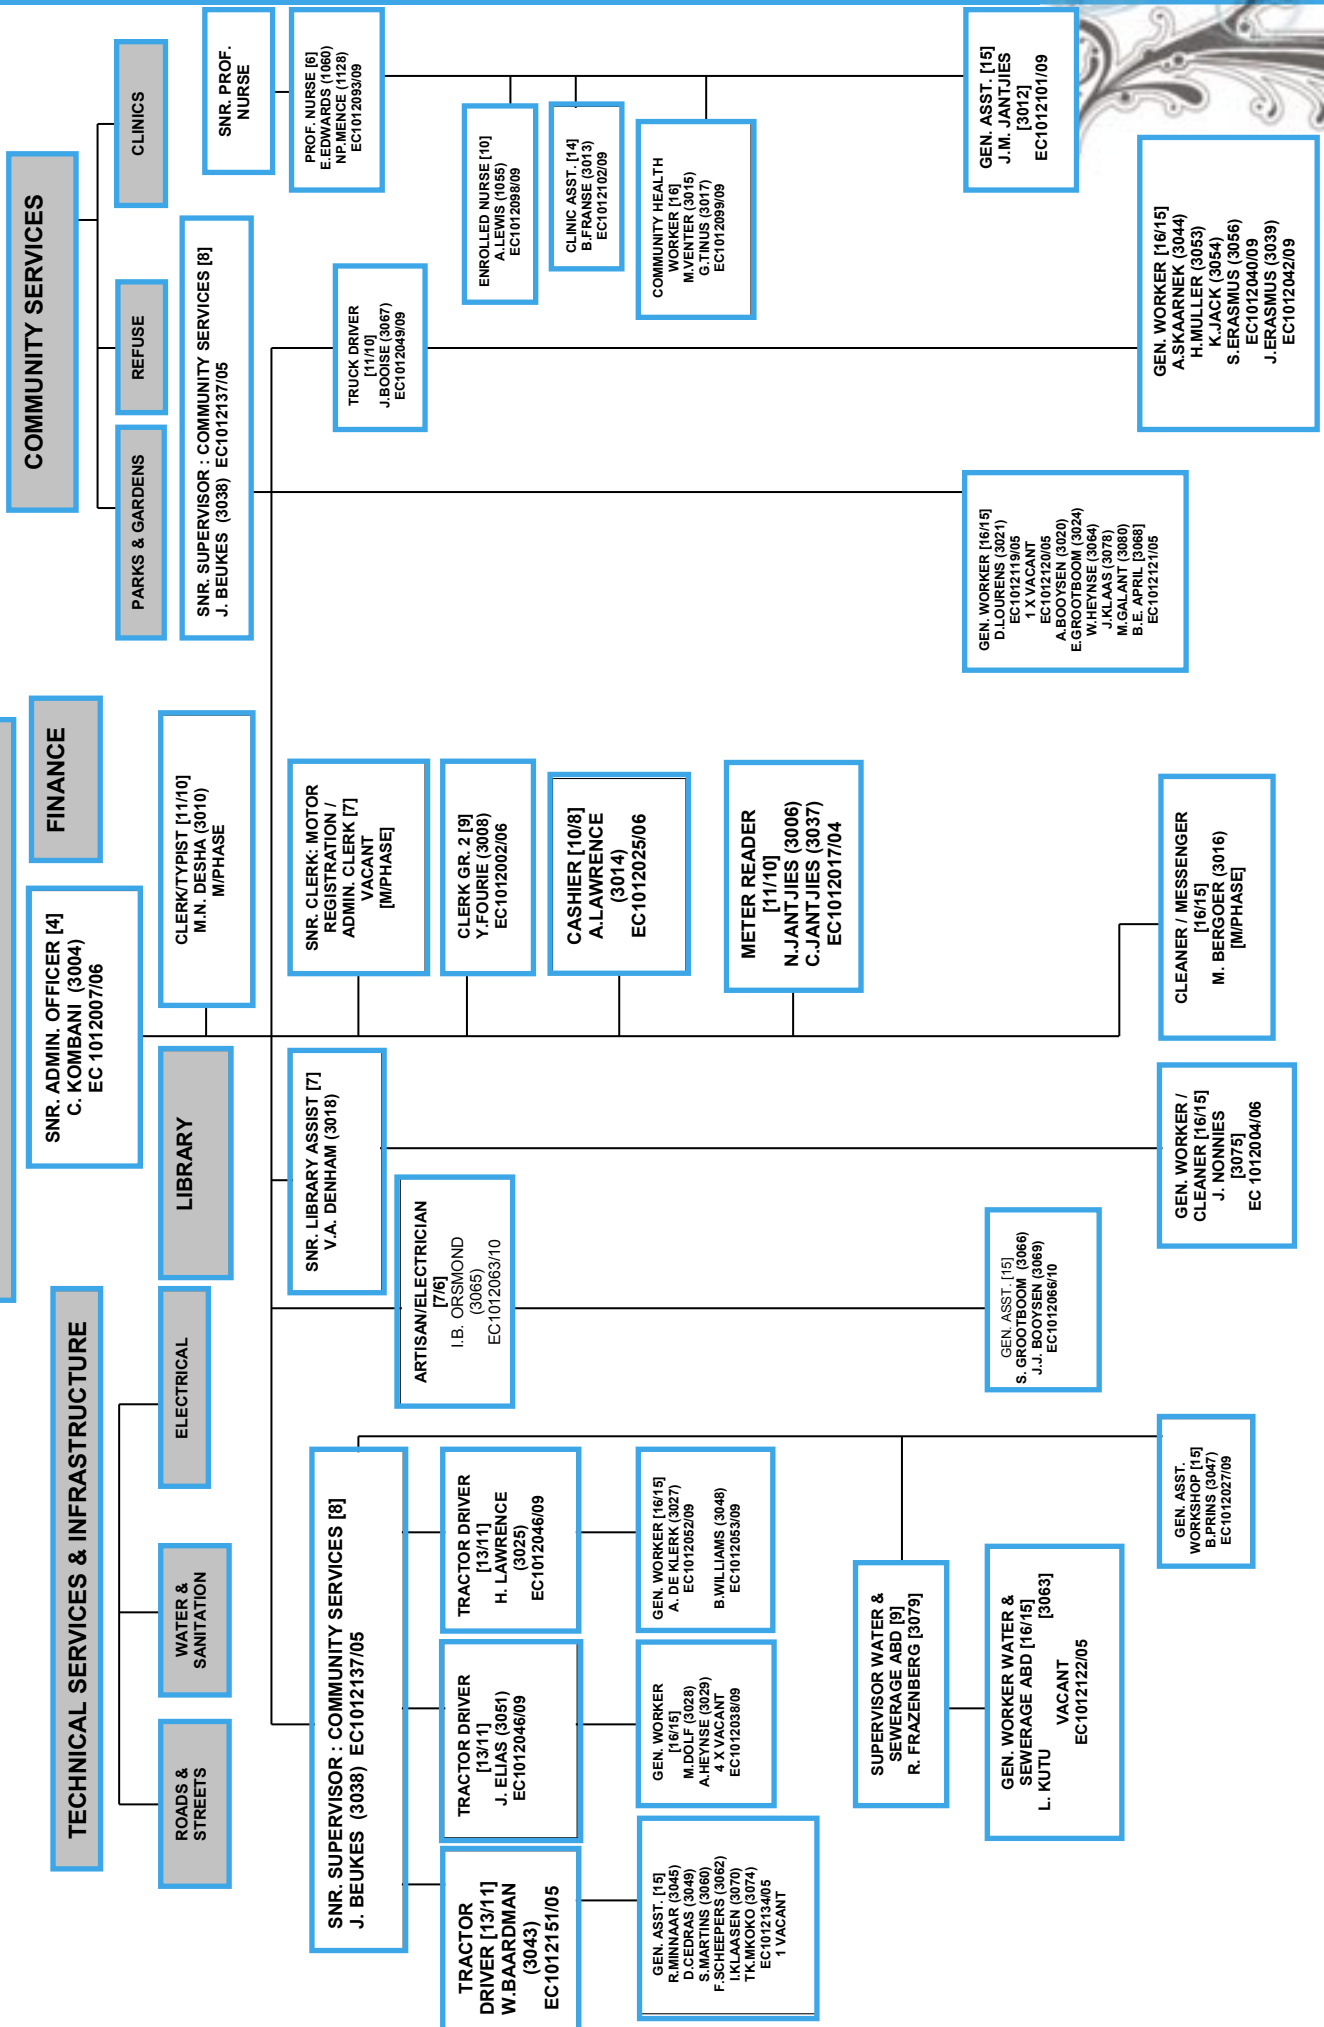 SNR. ADMIN. OFFICER [4]
C. KOMBANI  (3004)
EC 1012007/06
TECHNICAL SERVICES & INFRASTRUCTURE
LIBRARY
FINANCE
COMMUNITY SERVICES
ROADS &
STREETS
WATER &
SANITATION
ELECTRICAL
PARKS & GARDENS
REFUSE
CLINICS
CLERK/TYPIST [11/10]
M.N. DESHA (3010)
M/PHASE
SNR. SUPERVISOR : COMMUNITY SERVICES [8]
J. BEUKES  (3038)  EC1012137/05
SNR. PROF.
NURSE
SNR. SUPERVISOR : COMMUNITY SERVICES [8]
J. BEUKES  (3038)  EC1012137/05
SNR. LIBRARY ASSIST [7]
V.A. DENHAM (3018)
SNR. CLERK: MOTOR
REGISTRATION /
ADMIN. CLERK [7]
VACANT
[M/PHASE]
TRUCK DRIVER
[11/10]
J.BOOISE (3067)
EC1012049/09
PROF. NURSE [6]
E.EDWARDS (1060)
NP.MENCE (1128)
EC1012093/09
ARTISAN/ELECTRICIAN
[7/6]
I.B. ORSMOND
(3065)
EC1012063/10
TRACTOR
DRIVER [13/11]
W.BAARDMAN
(3043)
EC1012151/05
TRACTOR DRIVER
[13/11]
J. ELIAS (3051)
EC1012046/09
TRACTOR DRIVER
[13/11]
H. LAWRENCE
(3025)
EC1012046/09
CLERK GR. 2 [9]
Y.FOURIE (3008)
EC1012002/06
ENROLLED NURSE [10]
A.LEWIS (1055)
EC1012098/09
CASHIER [10/8]
A.LAWRENCE
(3014)
EC1012025/06
CLINIC ASST. [14]
B.FRANSE (3013)
EC1012102/09
GEN. ASST. [15]
R.MINNAAR (3045)
D.CEDRAS (3049)
S.MARTINS (3060)
F.SCHEEPERS (3062)
I.KLAASEN (3070)
TK.MKOKO (3074)
EC1012134/05
1 VACANT
GEN. WORKER
[16/15]
M.DOLF (3028)
A.HEYNSE (3029)
4 X VACANT
EC1012038/09
GEN. WORKER [16/15]
A. DE KLERK (3027)
EC1012052/09
B.WILLIAMS (3048)
EC1012053/09
METER READER
[11/10]
N.JANTJIES (3006)
C.JANTJIES (3037)
EC1012017/04
COMMUNITY HEALTH
WORKER [16]
M.VENTER (3015)
G.TINUS (3017)
EC1012099/09
SUPERVISOR WATER &
SEWERAGE ABD [9]
R. FRAZENBERG [3079]
GEN. WORKER WATER &
SEWERAGE ABD [16/15]
L. KUTU [3063]
VACANT
EC1012122/05
GEN. ASST. [15]
S. GROOTBOOM  (3066)
J.J. BOOYSEN (3069)
EC1012066/10
GEN. WORKER [16/15]
D.LOURENS (3021)
EC1012119/05
1 X VACANT
EC1012120/05
A.BOOYSEN (3020)
E.GROOTBOOM (3024)
W.HEYNSE (3064)
J.KLAAS (3078)
M.GALANT (3080)
B.E. APRIL [3068]
EC1012121/05
GEN. ASST. [15]
J.M. JANTJIES
[3012]
EC1012101/09
GEN. ASST.
WORKSHOP [15]
B.PRINS (3047)
EC1012027/09
GEN. WORKER /
CLEANER [16/15]
J. NONNIES
[3075]
EC 1012004/06
CLEANER / MESSENGER
[16/15]
M. BERGOER (3016)
[M/PHASE]
GEN. WORKER [16/15]
A.SKAARNEK (3044)
H.MULLER (3053)
K.JACK (3054)
S.ERASMUS (3056)
EC1012040/09
J.ERASMUS (3039)
EC1012042/09